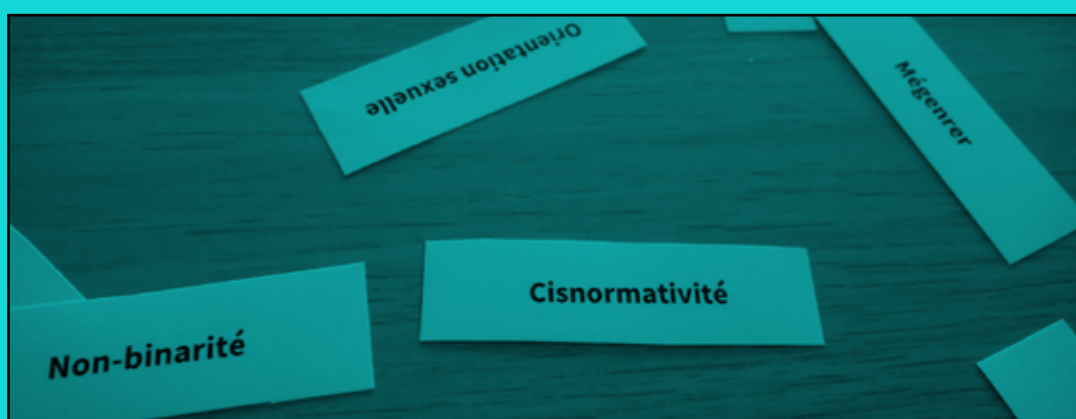 Orientation sexuelle
Mégenrer
Cisnormativité
Non-binarité